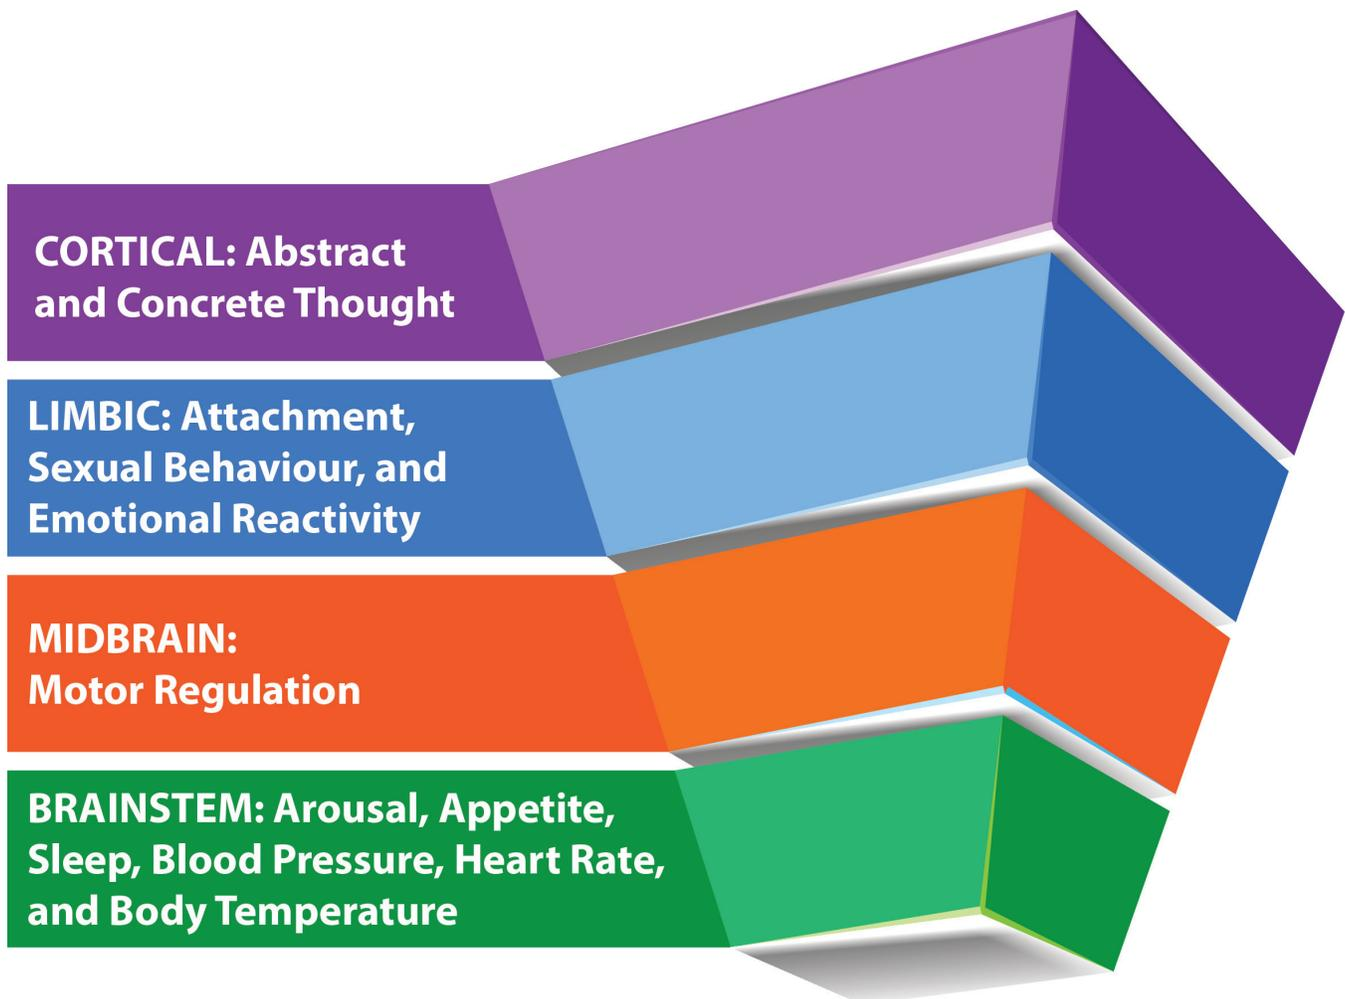 CORTICAL: Abstract
and Concrete Thought
LIMBIC: Attachment,
Sexual Behaviour, and
Emotional Reactivity
MIDBRAIN:
Motor Regulation
BRAINSTEM: Arousal, Appetite,
Sleep, Blood Pressure, Heart Rate,
and Body Temperature